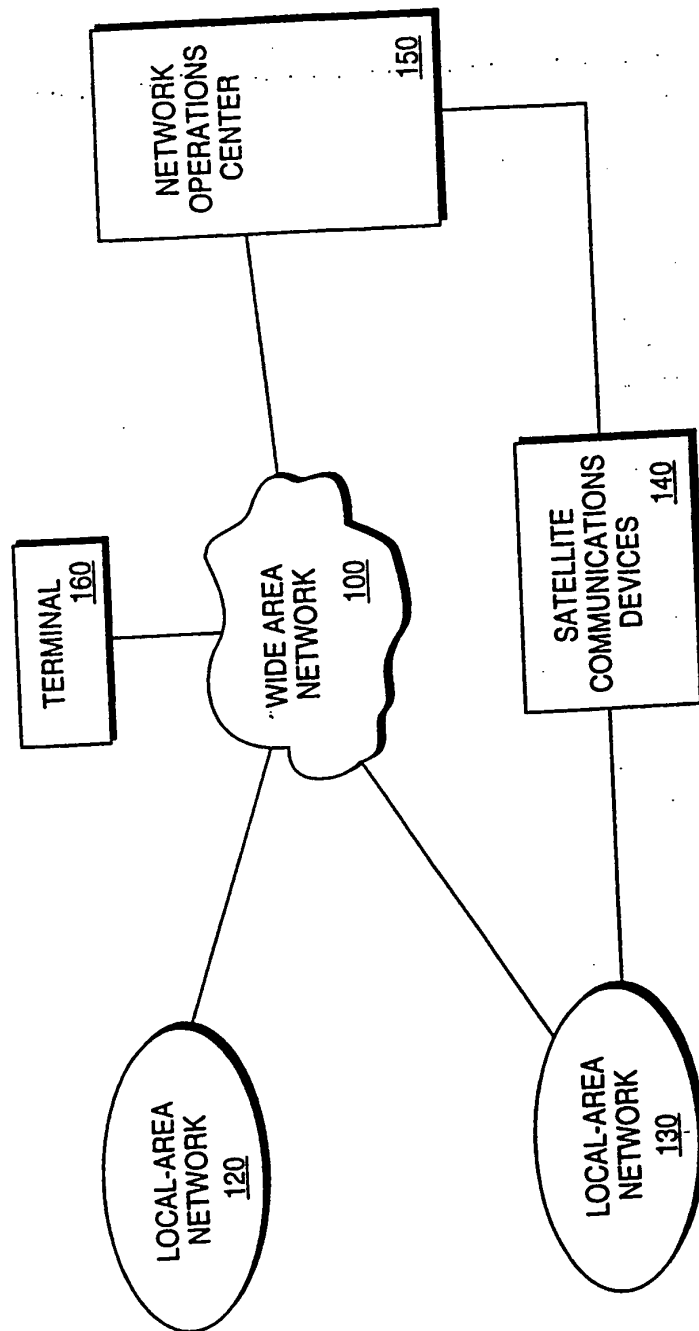 TERMINAL
160
NETWORK
OPERATIONS
CENTER
150
WIDE AREA
NETWORK
100
LOCAL-AREA
NETWORK
120
SATELLITE
COMMUNICATIONS
DEVICES
140
LOCAL-AREA
NETWORK
130